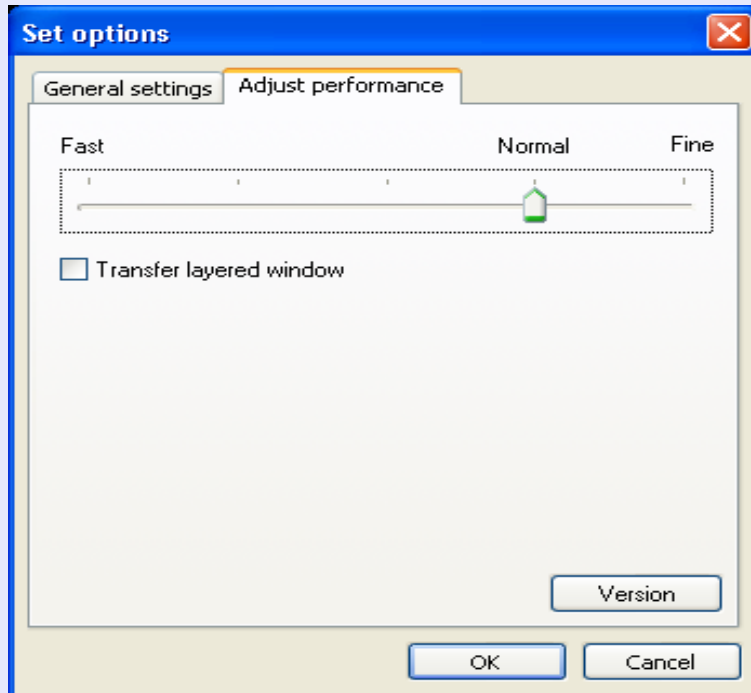 Set options
General settings
Adjust performance
Fast
Normal
Fine
Transfer layered window
Version
OK
Cancel